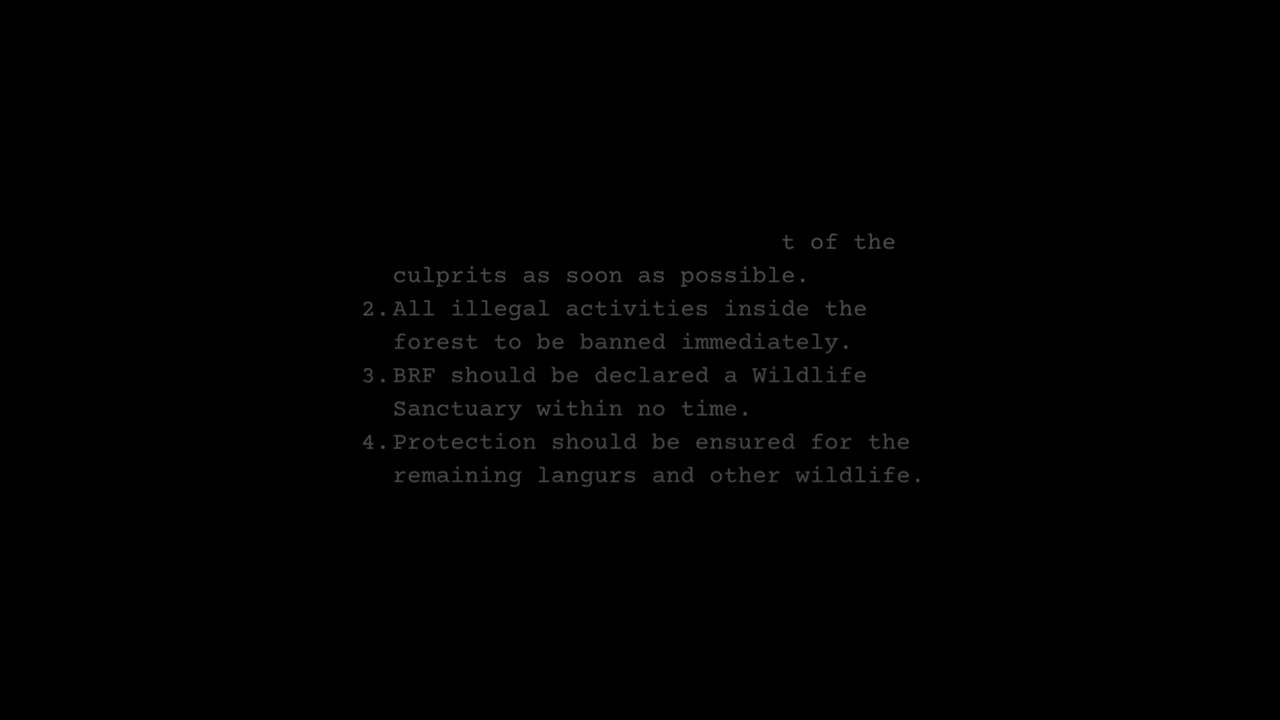 t of the
culprits as soon as possible.
2.All illegal activities inside the
forest to be banned immediately.
3.BRF should be declared a Wildlife
Sanctuary within no time.
4.Protection should be ensured for the
remaining langurs and other wildlife.